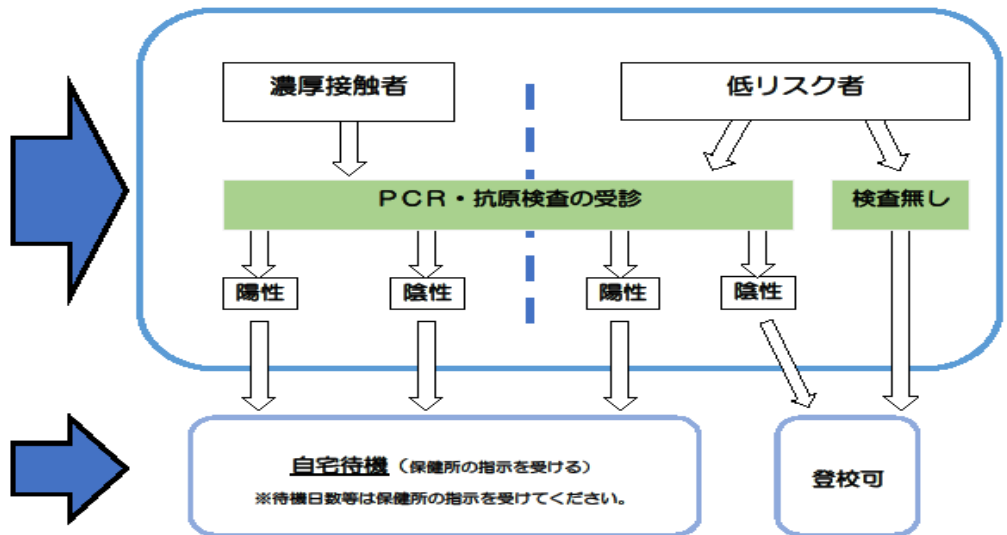 濃厚接触者
低リスク者
PCR・抗原検査の受診
検査無し
陽性
陰性
陽性
陰性
自宅待機（保健所の指示を受ける）
※待機日数等は保健所の指示を受けてください。
登校可